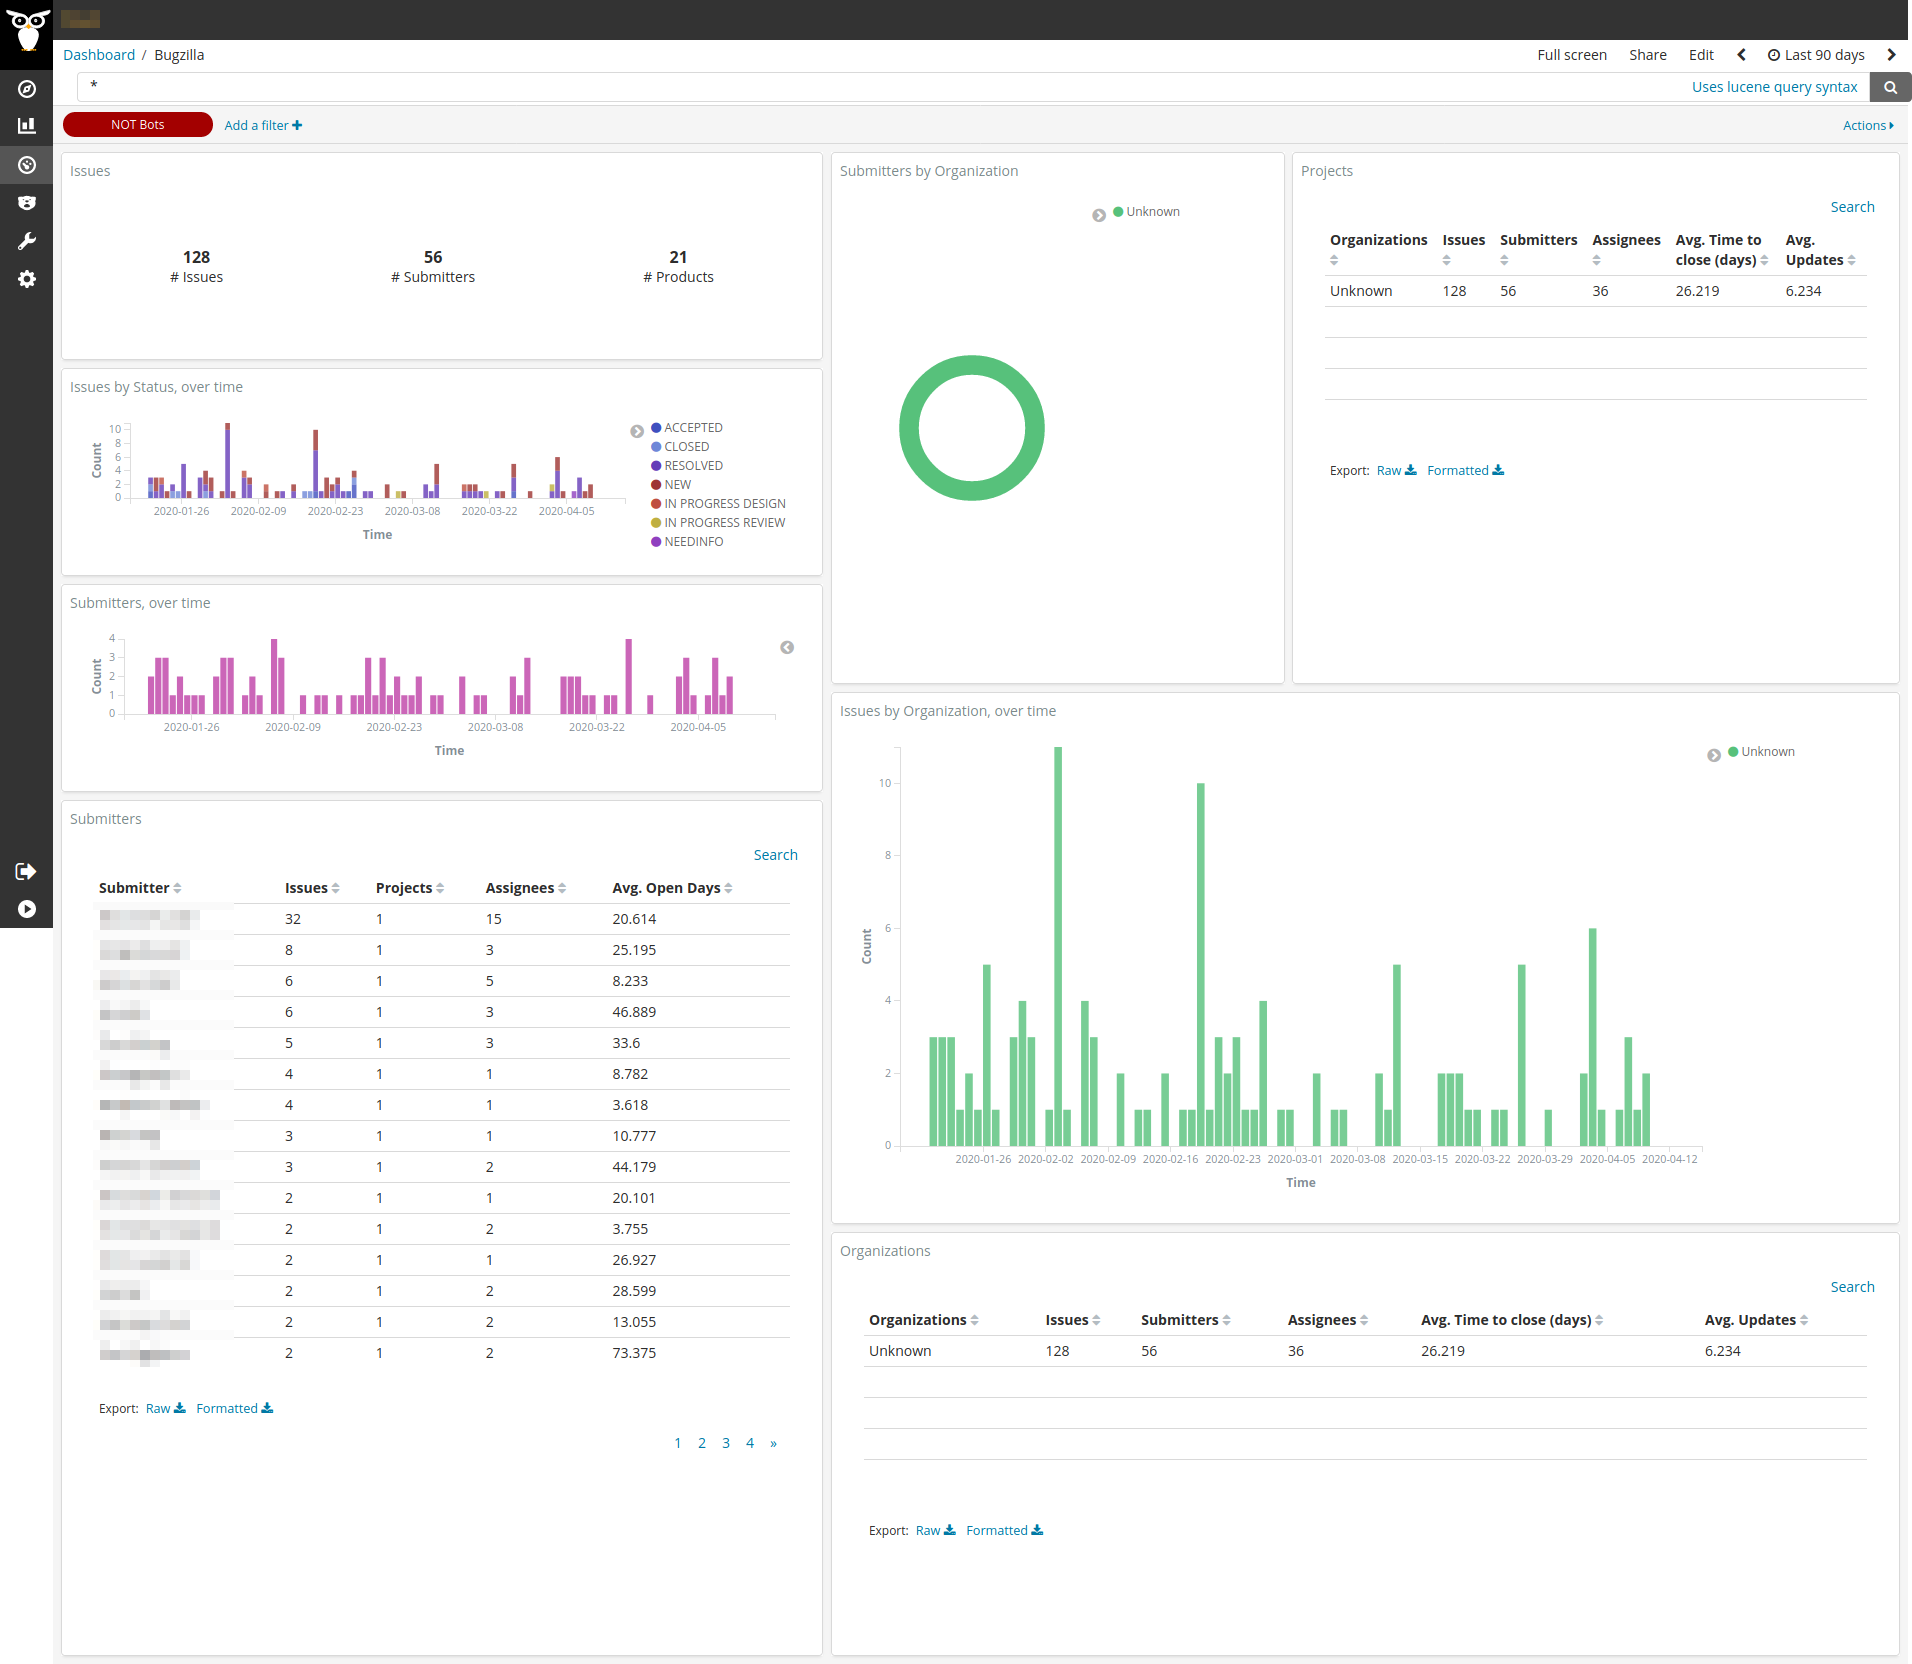 Dashboard / Bugzilla
Full screen Share Edit Last 90 days
*
Uses lucene query syntax
NOT Bots
Add a filter
Actions
Issues
128
# Issues
56
# Submitters
21
# Products
Issues by Status, over time
Count
10
8
6
4
2
0
2020-01-26 2020-02-09 2020-02-23 2020-03-08 2020-03-22 2020-04-05
Time
ACCEPTED
CLOSED
RESOLVED
NEW
IN PROGRESS DESIGN
IN PROGRESS REVIEW
NEEDINFO
Submitters, over time
Count
4
3
2
1
0
2020-01-26 2020-02-09 2020-02-23 2020-03-08 2020-03-22 2020-04-05
Time
Submitters
Search
Submitter Issues Projects Assignees Avg. Open Days
32 1 15 20.614
8 1 3 25.195
6 1 5 8.233
6 1 3 46.889
5 1 3 33.6
4 1 1 8.782
4 1 1 3.618
3 1 1 10.777
3 1 2 44.179
2 1 1 20.101
2 1 2 3.755
2 1 1 26.927
2 1 2 28.599
2 1 2 13.055
2 1 2 73.375
Export: Raw Formatted
1 2 3 4 »
Submitters by Organization
Unknown
Projects
Search
Organizations Issues Submitters Assignees Avg. Time to close (days) Avg. Updates
Unknown 128 56 36 26.219 6.234
Export: Raw Formatted
Issues by Organization, over time
Unknown
Count
10
8
6
4
2
0
2020-01-26 2020-02-02 2020-02-09 2020-02-16 2020-02-23 2020-03-01 2020-03-08 2020-03-15 2020-03-22 2020-03-29 2020-04-05 2020-04-12
Time
Organizations
Search
Organizations Issues Submitters Assignees Avg. Time to close (days) Avg. Updates
Unknown 128 56 36 26.219 6.234
Export: Raw Formatted